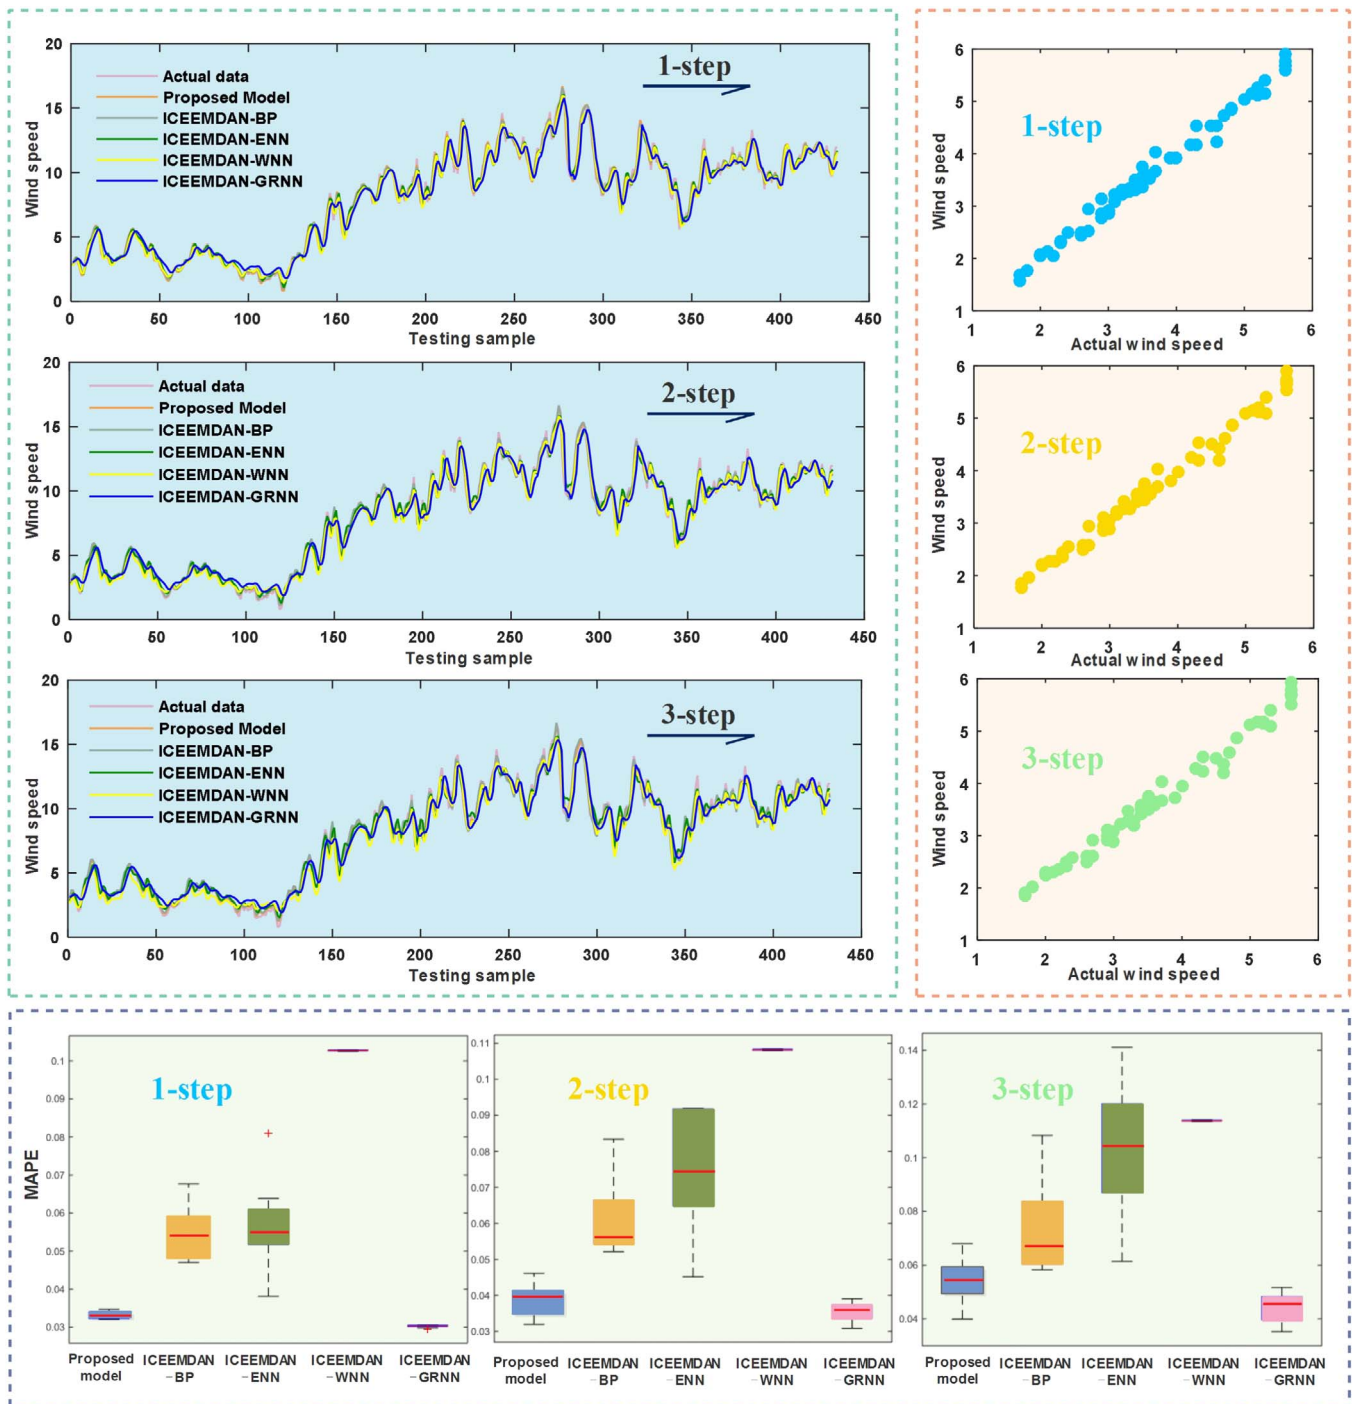 20
15
10
5
0
Wind speed
Actual data
Proposed Model
ICEEMDAN-BP
ICEEMDAN-ENN
ICEEMDAN-WNN
ICEEMDAN-GRNN
1-step
0 50 100 150 200 250 300 350 400 450
Testing sample
6
5
4
3
2
1
Wind speed
1-step
1 2 3 4 5 6
Actual wind speed
20
15
10
5
0
Wind speed
Actual data
Proposed Model
ICEEMDAN-BP
ICEEMDAN-ENN
ICEEMDAN-WNN
ICEEMDAN-GRNN
2-step
0 50 100 150 200 250 300 350 400 450
Testing sample
6
5
4
3
2
1
Wind speed
2-step
1 2 3 4 5 6
Actual wind speed
20
15
10
5
0
Wind speed
Actual data
Proposed Model
ICEEMDAN-BP
ICEEMDAN-ENN
ICEEMDAN-WNN
ICEEMDAN-GRNN
3-step
0 50 100 150 200 250 300 350 400 450
Testing sample
6
5
4
3
2
1
Wind speed
3-step
1 2 3 4 5 6
Actual wind speed
MAPE
0.1
0.09
0.08
0.07
0.06
0.05
0.04
0.03
1-step
Proposed model
ICEEMDAN -BP
ICEEMDAN -ENN
ICEEMDAN -WNN
ICEEMDAN -GRNN
0.11
0.1
0.09
0.08
0.07
0.06
0.05
0.04
0.03
2-step
Proposed model
ICEEMDAN -BP
ICEEMDAN -ENN
ICEEMDAN -WNN
ICEEMDAN -GRNN
0.14
0.12
0.1
0.08
0.06
0.04
3-step
Proposed model
ICEEMDAN -BP
ICEEMDAN -ENN
ICEEMDAN -WNN
ICEEMDAN -GRNN